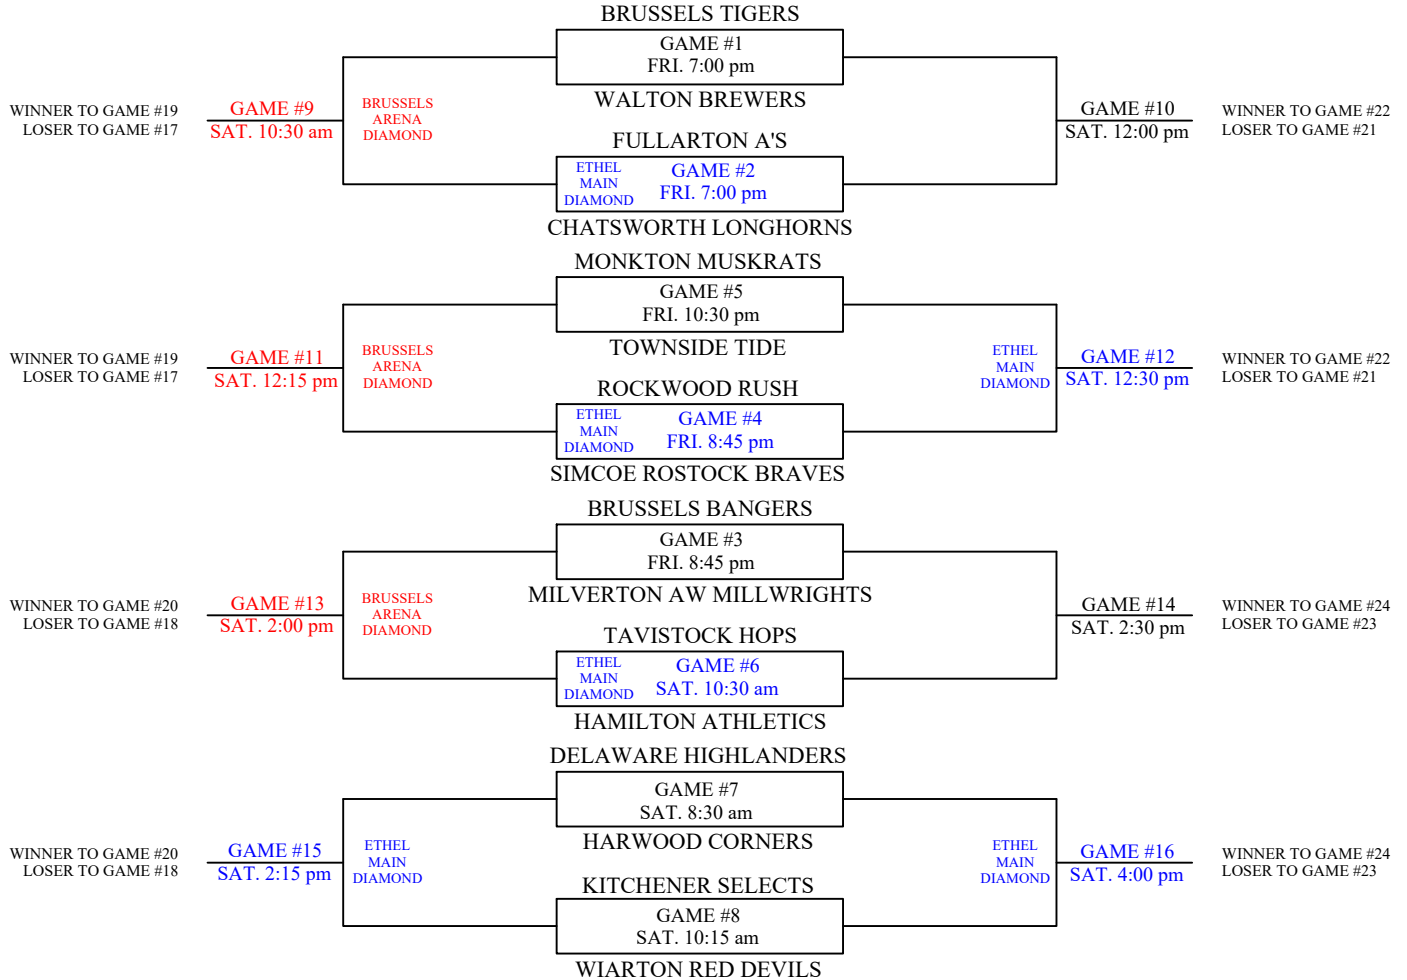 BRUSSELS TIGERS
GAME #1
FRI. 7:00 pm
WALTON BREWERS
WINNER TO GAME #19
LOSER TO GAME #17
GAME #9
SAT. 10:30 am
BRUSSELS
ARENA
DIAMOND
GAME #10
SAT. 12:00 pm
WINNER TO GAME #22
LOSER TO GAME #21
FULLARTON A'S
ETHEL
MAIN
DIAMOND
GAME #2
FRI. 7:00 pm
CHATSWORTH LONGHORNS
MONKTON MUSKRATS
GAME #5
FRI. 10:30 pm
TOWNSIDE TIDE
WINNER TO GAME #19
LOSER TO GAME #17
GAME #11
SAT. 12:15 pm
BRUSSELS
ARENA
DIAMOND
ETHEL
MAIN
DIAMOND
GAME #12
SAT. 12:30 pm
WINNER TO GAME #22
LOSER TO GAME #21
ROCKWOOD RUSH
ETHEL
MAIN
DIAMOND
GAME #4
FRI. 8:45 pm
SIMCOE ROSTOCK BRAVES
BRUSSELS BANGERS
GAME #3
FRI. 8:45 pm
MILVERTON AW MILLWRIGHTS
WINNER TO GAME #20
LOSER TO GAME #18
GAME #13
SAT. 2:00 pm
BRUSSELS
ARENA
DIAMOND
GAME #14
SAT. 2:30 pm
WINNER TO GAME #24
LOSER TO GAME #23
TAVISTOCK HOPS
ETHEL
MAIN
DIAMOND
GAME #6
SAT. 10:30 am
HAMILTON ATHLETICS
DELAWARE HIGHLANDERS
GAME #7
SAT. 8:30 am
HARWOOD CORNERS
WINNER TO GAME #20
LOSER TO GAME #18
GAME #15
SAT. 2:15 pm
ETHEL
MAIN
DIAMOND
ETHEL
MAIN
DIAMOND
GAME #16
SAT. 4:00 pm
WINNER TO GAME #24
LOSER TO GAME #23
KITCHENER SELECTS
GAME #8
SAT. 10:15 am
WIARTON RED DEVILS